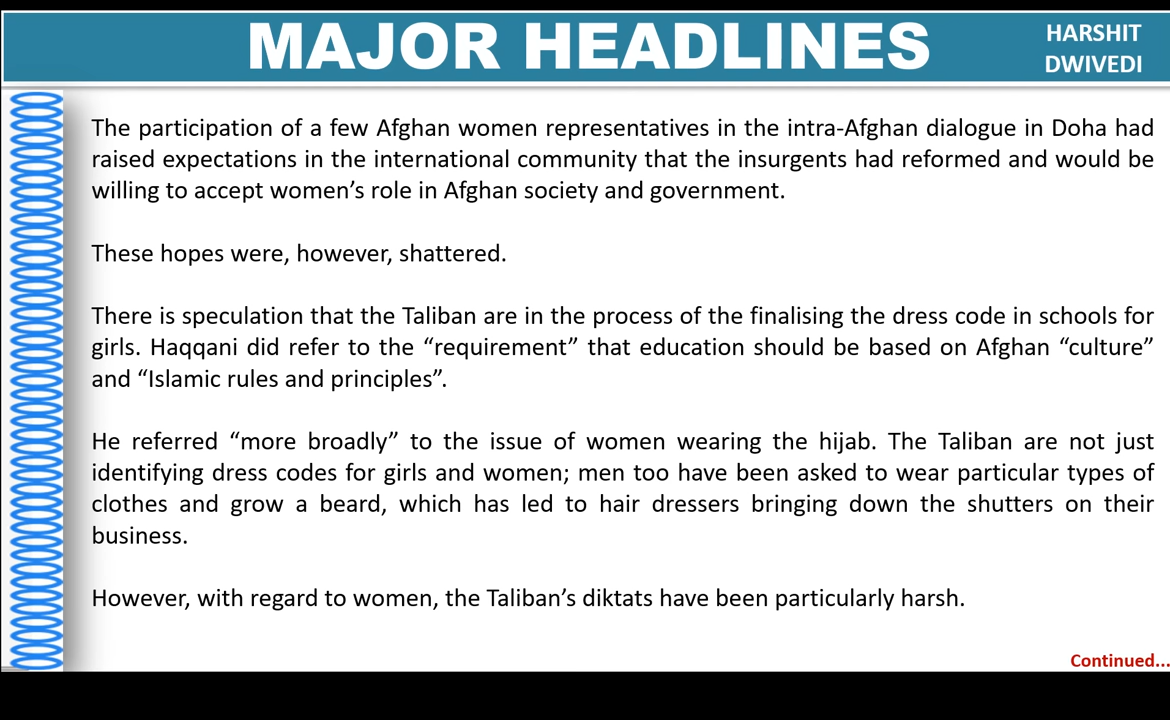 MAJOR HEADLINES
HARSHIT
DWIVEDI
The participation of a few Afghan women representatives in the intra-Afghan dialogue in Doha had
raised expectations in the international community that the insurgents had reformed and would be
willing to accept women’s role in Afghan society and government.
These hopes were, however, shattered.
There is speculation that the Taliban are in the process of the finalising the dress code in schools for
girls. Haqqani did refer to the “requirement” that education should be based on Afghan “culture”
and “Islamic rules and principles”.
He referred “more broadly” to the issue of women wearing the hijab. The Taliban are not just
identifying dress codes for girls and women; men too have been asked to wear particular types of
clothes and grow a beard, which has led to hair dressers bringing down the shutters on their
business.
However, with regard to women, the Taliban’s diktats have been particularly harsh.
Continued...